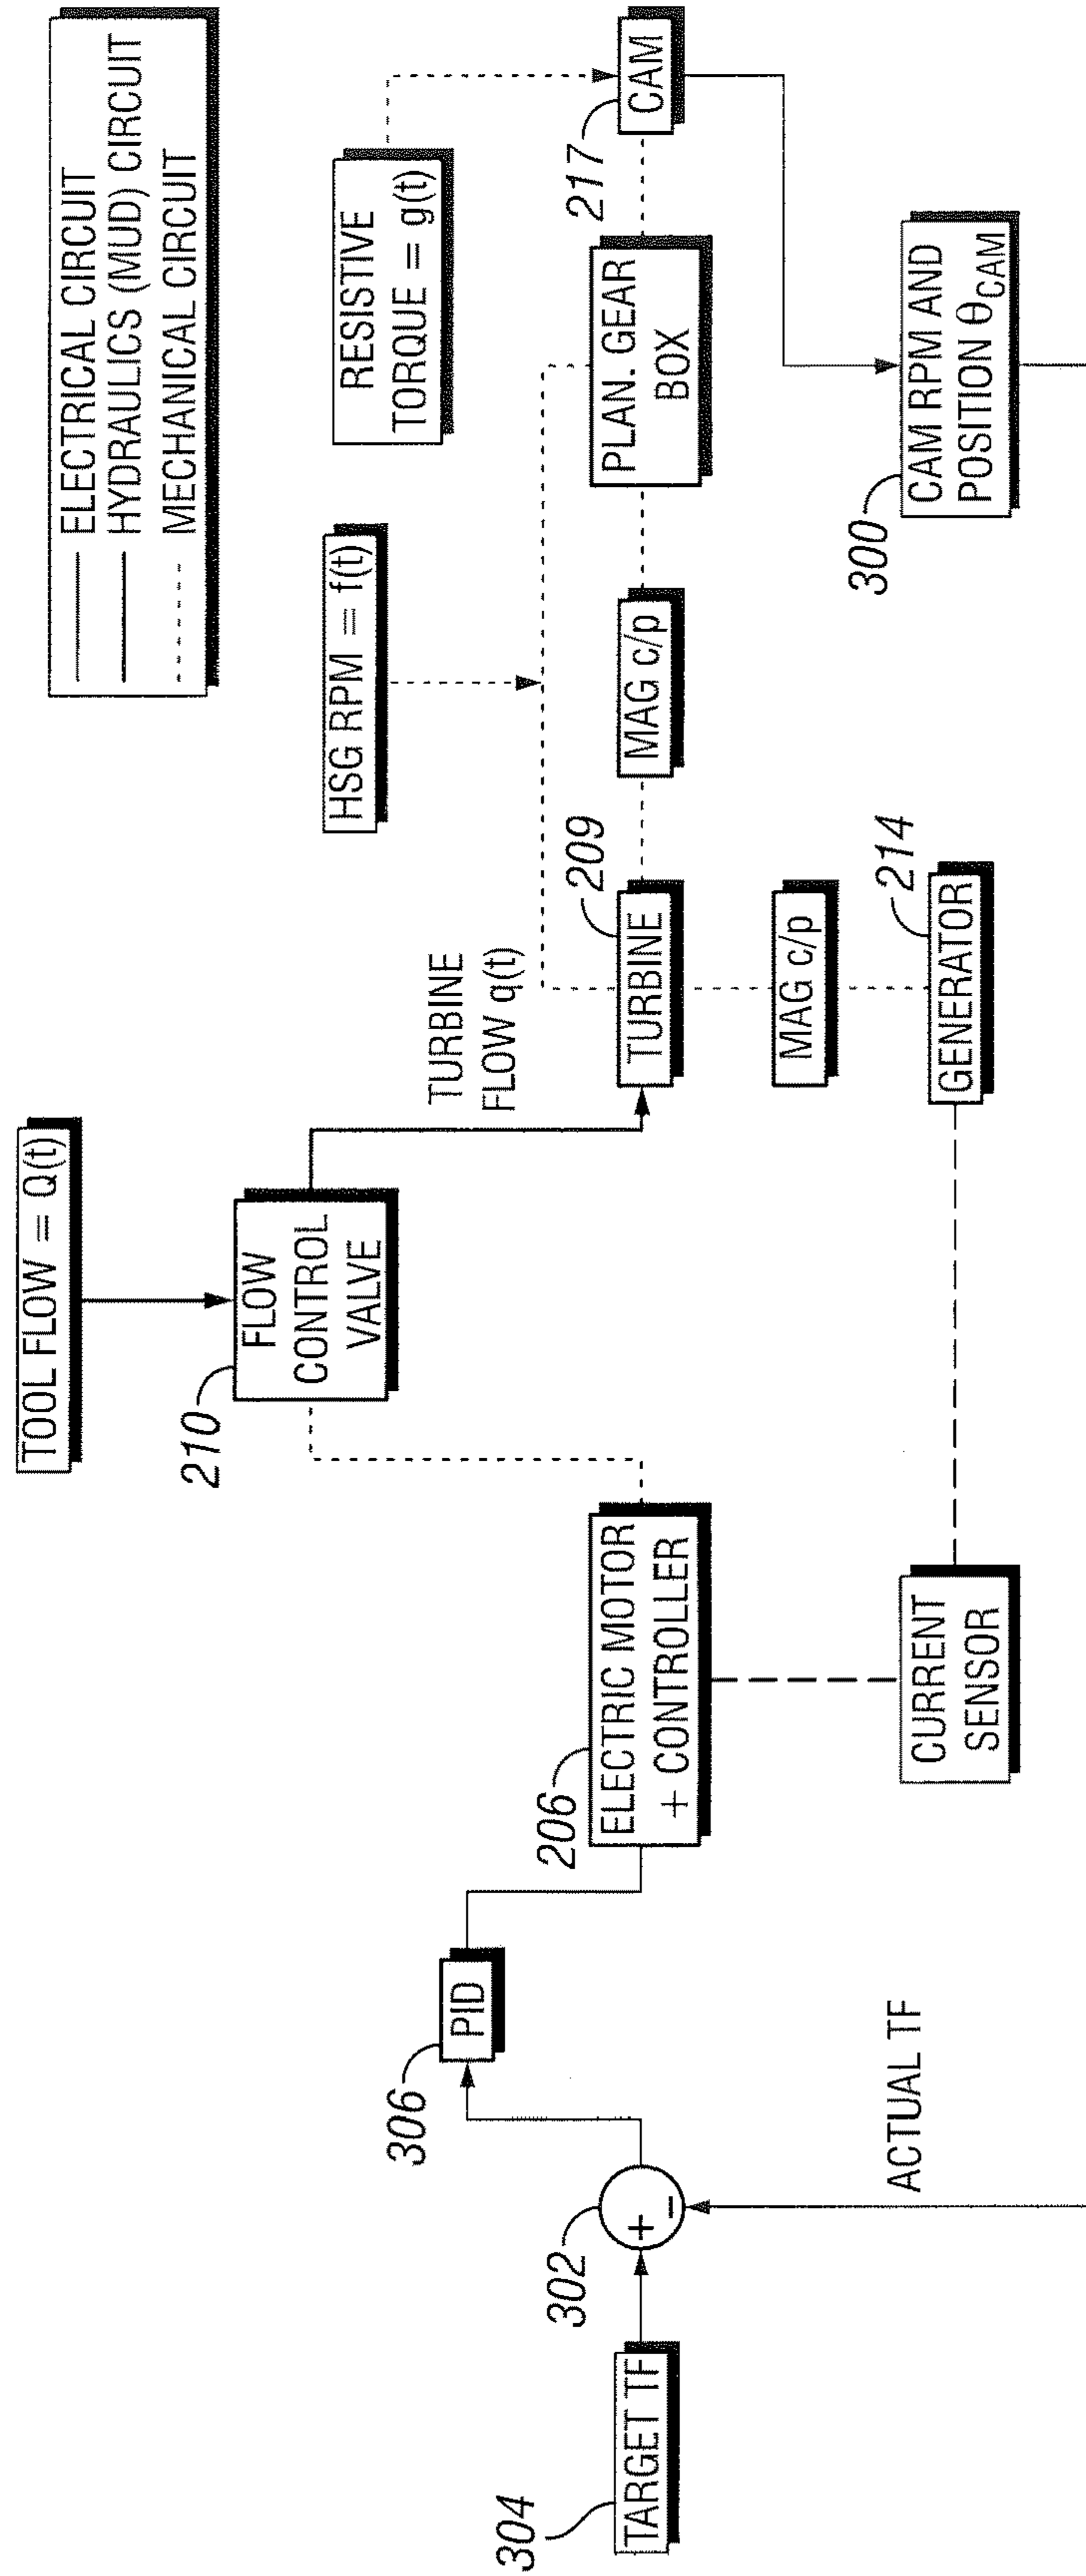 ELECTRICAL CIRCUIT
HYDRAULICS (MUD) CIRCUIT
MECHANICAL CIRCUIT
TOOL FLOW = Q(t)
210
FLOW
CONTROL
VALVE
TURBINE
FLOW q(t)
HSG RPM = f(t)
RESISTIVE
TORQUE = g(t)
304
TARGET TF
302
+
−
306
PID
206
ELECTRIC MOTOR
+ CONTROLLER
209
TURBINE
MAG c/p
PLAN. GEAR
BOX
217
CAM
MAG c/p
214
GENERATOR
CURRENT
SENSOR
300
CAM RPM AND
POSITION θCAM
ACTUAL TF